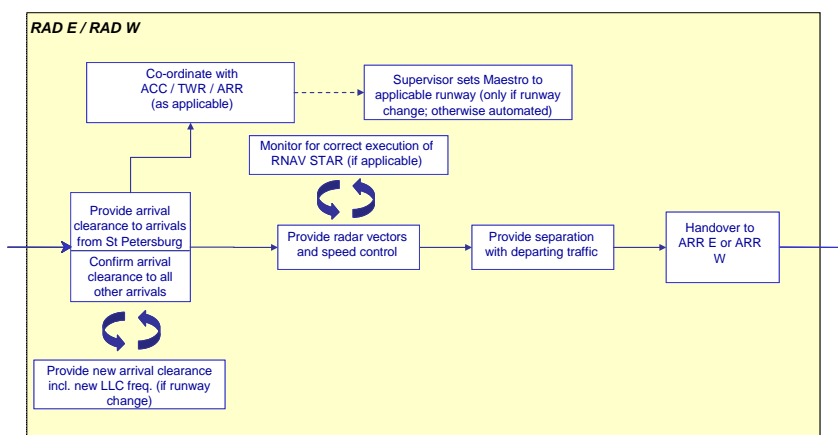 RAD E / RAD W
Co-ordinate with
ACC / TWR / ARR
(as applicable)
Supervisor sets Maestro to
applicable runway (only if runway
change; otherwise automated)
Monitor for correct execution of
RNAV STAR (if applicable)
Provide arrival
clearance to arrivals
from St Petersburg
Confirm arrival
clearance to all
other arrivals
Provide radar vectors
and speed control
Provide separation
with departing traffic
Handover to
ARR E or ARR
W
Provide new arrival clearance
incl. new LLC freq. (if runway
change)